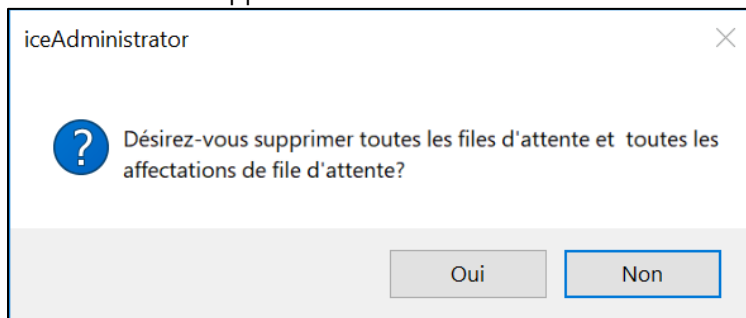 iceAdministrator
Désirez-vous supprimer toutes les files d'attente et  toutes les
affectations de file d'attente?
Oui
Non